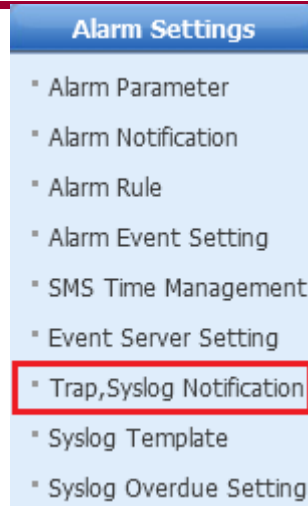 Alarm Settings
Alarm Parameter
Alarm Notification
Alarm Rule
Alarm Event Setting
SMS Time Management
Event Server Setting
Trap,Syslog Notification
Syslog Template
Syslog Overdue Setting